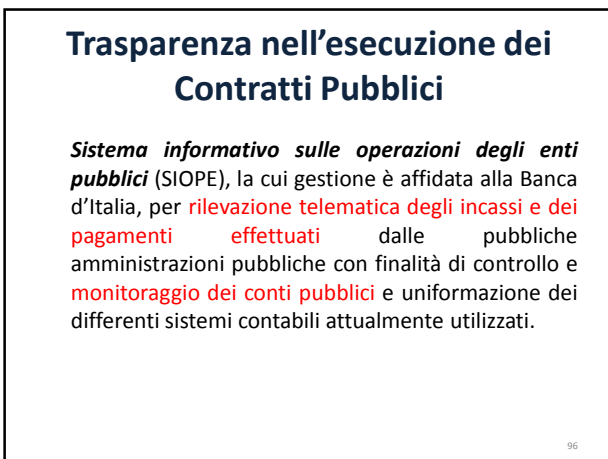 Trasparenza nell’esecuzione dei
Contratti Pubblici
Sistema informativo sulle operazioni degli enti
pubblici (SIOPE), la cui gestione è affidata alla Banca
d’Italia, per rilevazione telematica degli incassi e dei
pagamenti effettuati dalle pubbliche
amministrazioni pubbliche con finalità di controllo e
monitoraggio dei conti pubblici e uniformazione dei
differenti sistemi contabili attualmente utilizzati.
96